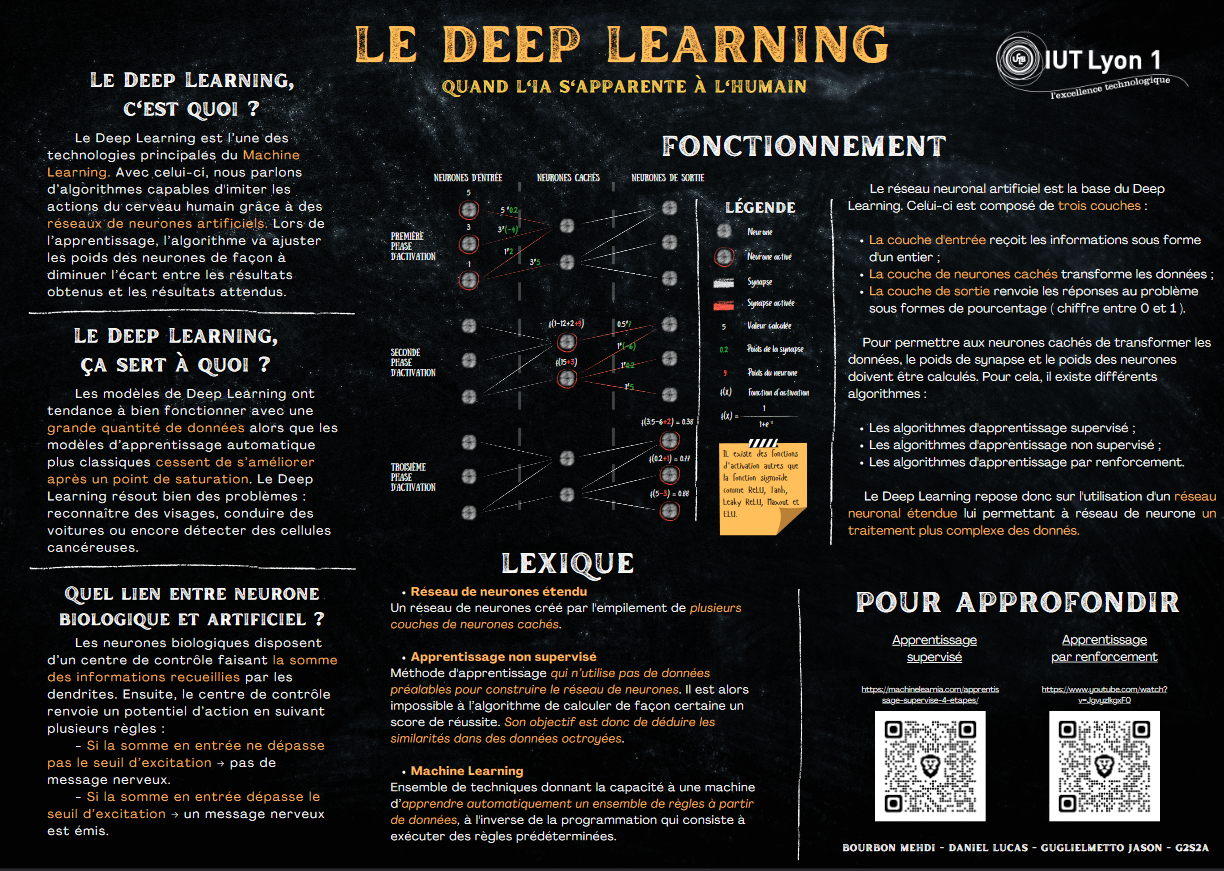 LE DEEP LEARNING
QUAND L'IA S'APPARENTE À L'HUMAIN
IUT Lyon 1
l'excellence technologique
LE DEEP LEARNING,
C'EST QUOI ?
Le Deep Learning est l'une des
technologies principales du Machine
Learning. Avec celui-ci, nous parlons
d'algorithmes capables d'imiter les
actions du cerveau humain grâce à des
réseaux de neurones artificiels. Lors de
l'apprentissage, l'algorithme va ajuster
les poids des neurones de façon à
diminuer l'écart entre les résultats
obtenus et les résultats attendus.
LE DEEP LEARNING,
ÇA SERT À QUOI ?
Les modèles de Deep Learning ont
tendance à bien fonctionner avec une
grande quantité de données alors que les
modèles d'apprentissage automatique
plus classiques cessent de s'améliorer
après un point de saturation. Le Deep
Learning résout bien des problèmes :
reconnaître des visages, conduire des
voitures ou encore détecter des cellules
cancéreuses.
QUEL LIEN ENTRE NEURONE
BIOLOGIQUE ET ARTIFICIEL ?
Les neurones biologiques disposent
d'un centre de contrôle faisant la somme
des informations recueillies par les
dendrites. Ensuite, le centre de contrôle
renvoie un potentiel d'action en suivant
plusieurs règles :
- Si la somme en entrée ne dépasse
pas le seuil d'excitation → pas de
message nerveux.
- Si la somme en entrée dépasse le
seuil d'excitation → un message nerveux
est émis.
FONCTIONNEMENT
NEURONES D'ENTRÉE
NEURONES CACHÉS
NEURONES DE SORTIE
PREMIÈRE
PHASE
D'ACTIVATION
5
3
1
5*0.2
3*(-4)
1*2
3*5
SECONDE
PHASE
D'ACTIVATION
f(1-12+2+9)
f(15+3)
0.5*7
1*(-6)
1*0.2
1*5
TROISIÈME
PHASE
D'ACTIVATION
f(3.5-6+2) = 0.38
f(0.2+1) = 0.77
f(5-3) = 0.88
LÉGENDE
Neurone
Neurone activé
Synapse
Synapse activée
5 Valeur calculée
0.2 Poids de la synapse
9 Poids du neurone
f(x) Fonction d'activation
f(x) =
1
1+e
IL existe des fonctions
d'activation autres que
la fonction sigmoïde
comme ReLU, Tanh,
Leaky ReLU, Maxout et
ELU.
Le réseau neuronal artificiel est la base du Deep
Learning. Celui-ci est composé de trois couches :
• La couche d'entrée reçoit les informations sous forme
d'un entier ;
• La couche de neurones cachés transforme les données ;
• La couche de sortie renvoie les réponses au problème
sous formes de pourcentage ( chiffre entre 0 et 1 ).
Pour permettre aux neurones cachés de transformer les
données, le poids de synapse et le poids des neurones
doivent être calculés. Pour cela, il existe différents
algorithmes :
• Les algorithmes d'apprentissage supervisé ;
• Les algorithmes d'apprentissage non supervisé ;
• Les algorithmes d'apprentissage par renforcement.
Le Deep Learning repose donc sur l'utilisation d'un réseau
neuronal étendue lui permettant à réseau de neurone un
traitement plus complexe des donnés.
LEXIQUE
• Réseau de neurones étendu
Un réseau de neurones créé par l'empilement de plusieurs
couches de neurones cachés.
• Apprentissage non supervisé
Méthode d'apprentissage qui n'utilise pas de données
préalables pour construire le réseau de neurones. Il est alors
impossible à l'algorithme de calculer de façon certaine un
score de réussite. Son objectif est donc de déduire les
similarités dans des données octroyées.
• Machine Learning
Ensemble de techniques donnant la capacité à une machine
d'apprendre automatiquement un ensemble de règles à partir
de données, à l'inverse de la programmation qui consiste à
exécuter des règles prédéterminées.
POUR APPROFONDIR
Apprentissage
supervisé
https://machinelearnia.com/apprentis
sage-supervise-4-etapes/
Apprentissage
par renforcement
https://www.youtube.com/watch?
BOURBON MEHDI - DANIEL LUCAS - GUGLIELMETTO JASON - G2S2A